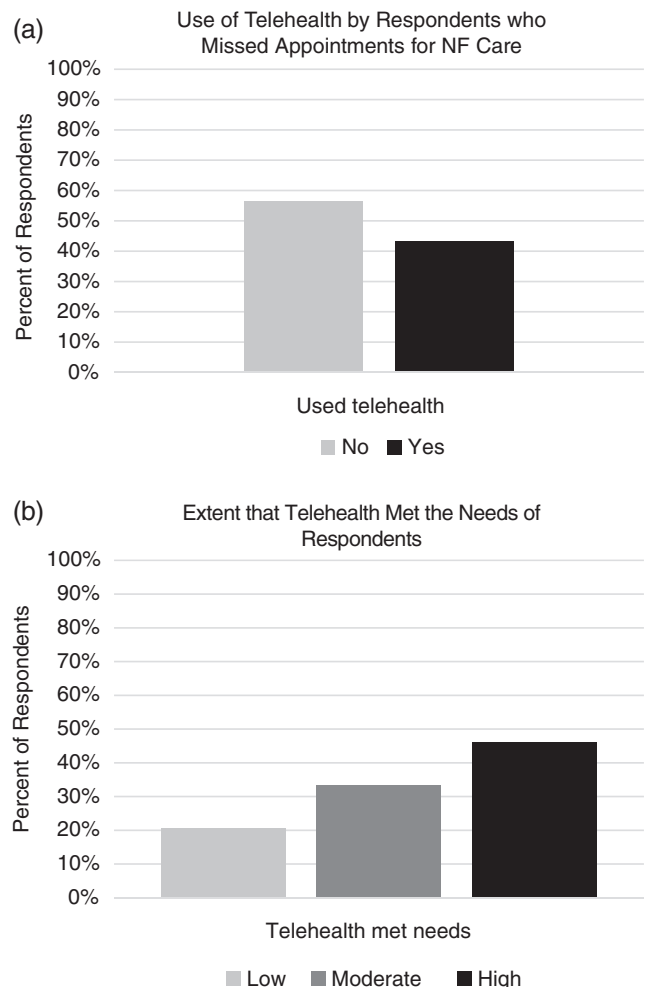 (a)
Use of Telehealth by Respondents who
Missed Appointments for NF Care
Percent of Respondents
100%
90%
80%
70%
60%
50%
40%
30%
20%
10%
0%
Used telehealth
No Yes
(b)
Extent that Telehealth Met the Needs of
Respondents
Percent of Respondents
100%
90%
80%
70%
60%
50%
40%
30%
20%
10%
0%
Telehealth met needs
Low Moderate High